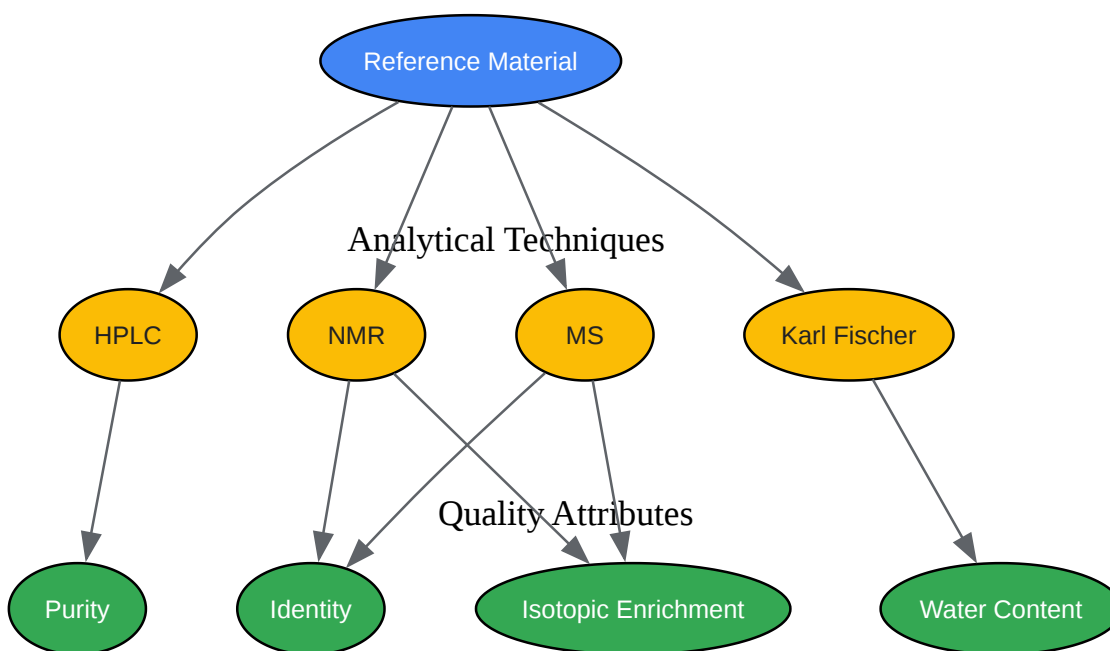 Reference Material
Analytical Techniques
HPLC
NMR
MS
Karl Fischer
Quality Attributes
Purity
Identity
Isotopic Enrichment
Water Content